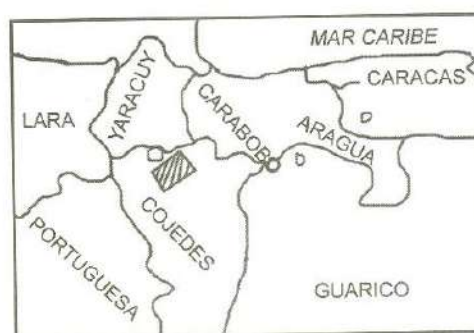 MAR CARIBE
CARACAS
LARA
YARACUY
CARABOBO
ARAGUA
COJEDES
PORTUGUESA
GUARICO